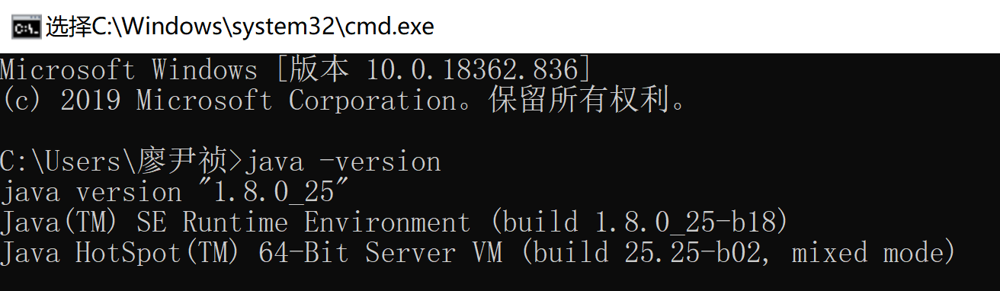 选择C:\Windows\system32\cmd.exe
Microsoft Windows [版本 10.0.18362.836]
(c) 2019 Microsoft Corporation。保留所有权利。
C:\Users\廖尹祯>java -version
java version "1.8.0_25"
Java(TM) SE Runtime Environment (build 1.8.0_25-b18)
Java HotSpot(TM) 64-Bit Server VM (build 25.25-b02, mixed mode)